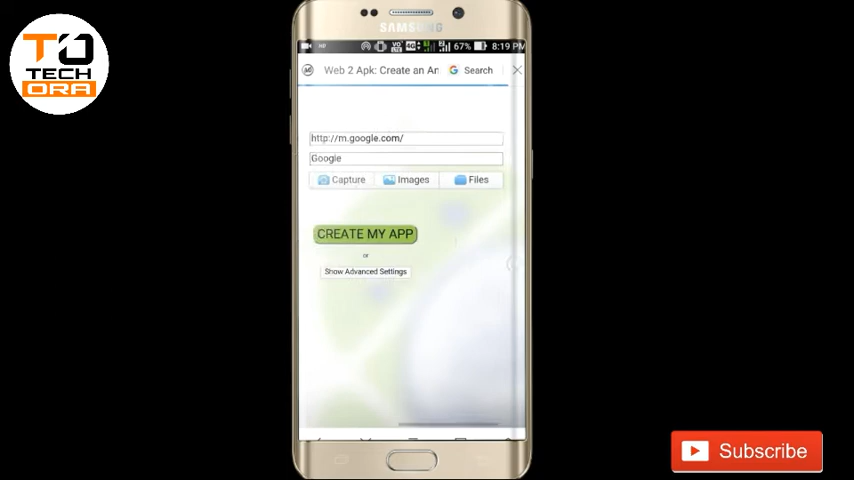 TO
TECH
ORA
SAMSUNG
67% 8:19 PM
Web 2 Apk: Create an An
G Search
http://m.google.com/
Google
Capture Images Files
CREATE MY APP
or
Show Advanced Settings
Subscribe